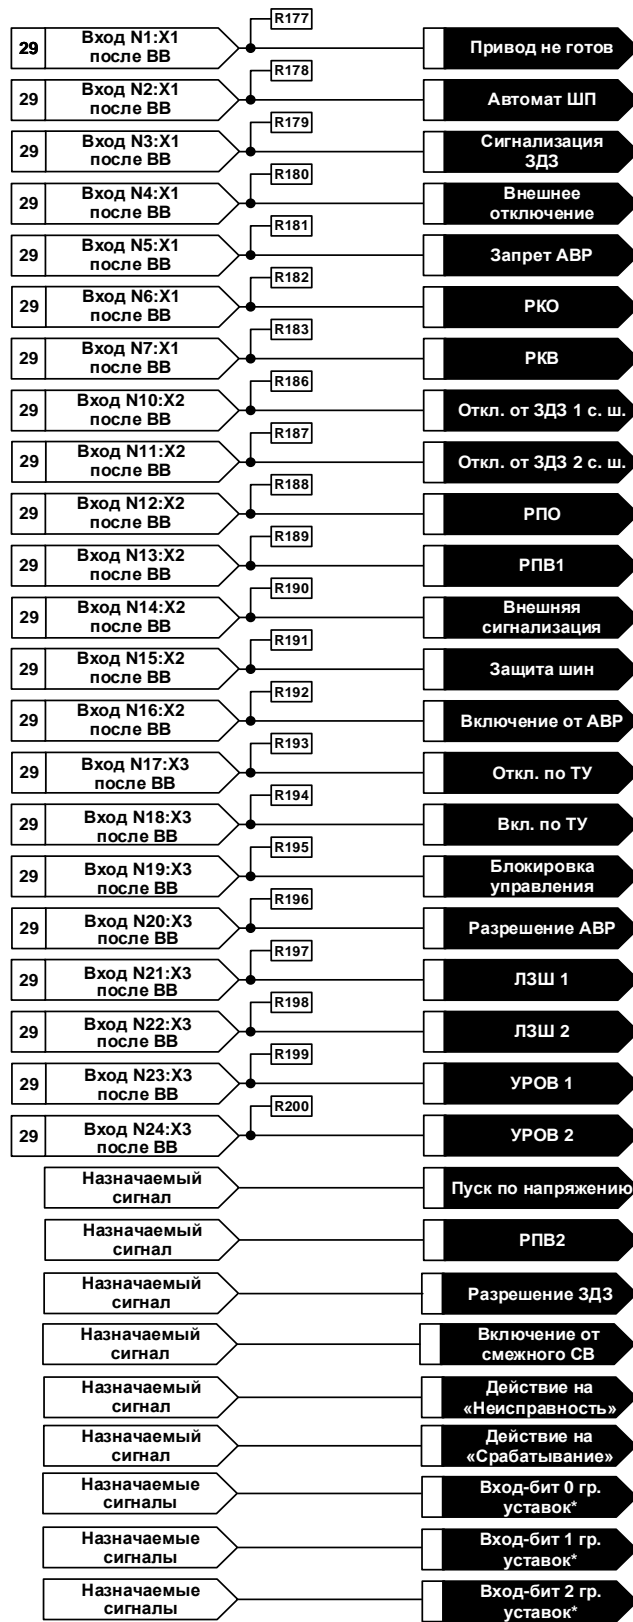 R177
29 Вход N1:X1 после ВВ Привод не готов
R178
29 Вход N2:X1 после ВВ Автомат ШП
R179
29 Вход N3:X1 после ВВ Сигнализация ЗДЗ
R180
29 Вход N4:X1 после ВВ Внешнее отключение
R181
29 Вход N5:X1 после ВВ Запрет АВР
R182
29 Вход N6:X1 после ВВ РКО
R183
29 Вход N7:X1 после ВВ РКВ
R186
29 Вход N10:X2 после ВВ Откл. от ЗДЗ 1 с. ш.
R187
29 Вход N11:X2 после ВВ Откл. от ЗДЗ 2 с. ш.
R188
29 Вход N12:X2 после ВВ РПО
R189
29 Вход N13:X2 после ВВ РПВ1
R190
29 Вход N14:X2 после ВВ Внешняя сигнализация
R191
29 Вход N15:X2 после ВВ Защита шин
R192
29 Вход N16:X2 после ВВ Включение от АВР
R193
29 Вход N17:X3 после ВВ Откл. по ТУ
R194
29 Вход N18:X3 после ВВ Вкл. по ТУ
R195
29 Вход N19:X3 после ВВ Блокировка управления
R196
29 Вход N20:X3 после ВВ Разрешение АВР
R197
29 Вход N21:X3 после ВВ ЛЗШ 1
R198
29 Вход N22:X3 после ВВ ЛЗШ 2
R199
29 Вход N23:X3 после ВВ УРОВ 1
R200
29 Вход N24:X3 после ВВ УРОВ 2
Назначаемый сигнал Пуск по напряжению
Назначаемый сигнал РПВ2
Назначаемый сигнал Разрешение ЗДЗ
Назначаемый сигнал Включение от смежного СВ
Назначаемый сигнал Действие на «Неисправность»
Назначаемый сигнал Действие на «Срабатывание»
Назначаемые сигналы Вход-бит 0 гр. уставок*
Назначаемые сигналы Вход-бит 1 гр. уставок*
Назначаемые сигналы Вход-бит 2 гр. уставок*